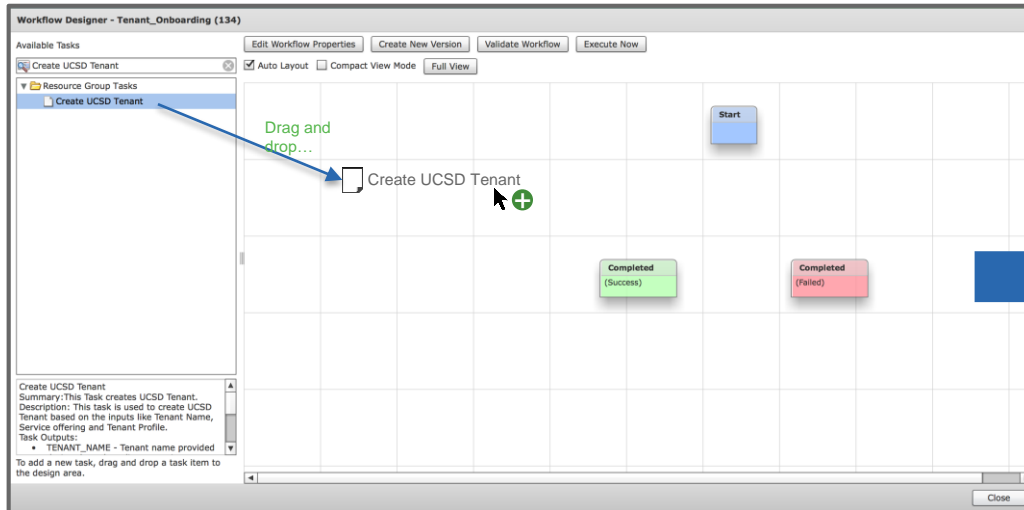 Workflow Designer - Tenant_Onboarding (134)
Available Tasks
Edit Workflow Properties
Create New Version
Validate Workflow
Execute Now
Create UCSD Tenant
Auto Layout
Compact View Mode
Full View
Resource Group Tasks
Create UCSD Tenant
Start
Drag and
drop...
Create UCSD Tenant
Completed
(Success)
Completed
(Failed)
Create UCSD Tenant
Summary:This Task creates UCSD Tenant.
Description: This task is used to create UCSD
Tenant based on the inputs like Tenant Name,
Service offering and Tenant Profile.
Task Outputs:
• TENANT_NAME - Tenant name provided
To add a new task, drag and drop a task item to
the design area.
Close